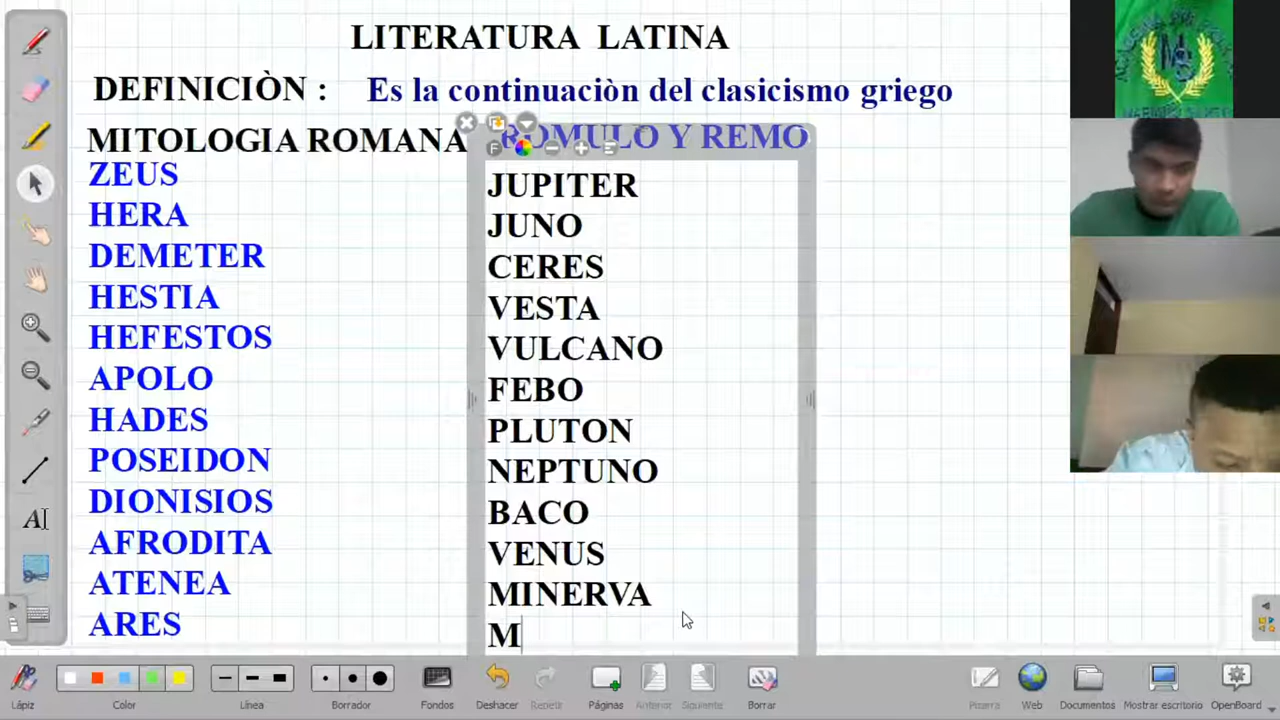 LITERATURA LATINA
DEFINICIÒN : Es la continuaciòn del clasicismo griego
MITOLOGIA ROMANA ROMULO Y REMO
ZEUS
HERA
DEMETER
HESTIA
HEFESTOS
APOLO
HADES
POSEIDON
DIONISIOS
AFRODITA
ATENEA
ARES
JUPITER
JUNO
CERES
VESTA
VULCANO
FEBO
PLUTON
NEPTUNO
BACO
VENUS
MINERVA
M
Lápiz
Color
Línea
Borrador
Fondos
Deshacer
Repetir
Páginas
Anterior
Siguiente
Borrar
Pizarra
Web
Documentos
Mostrar escritorio
OpenBoard